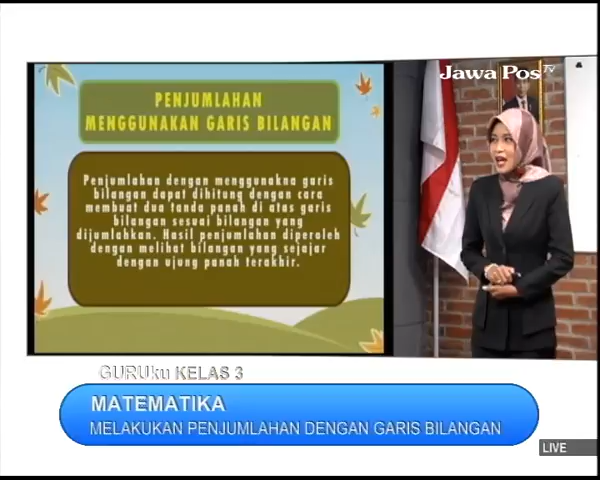 Jawa Pos TV
PENJUMLAHAN
MENGGUNAKAN GARIS BILANGAN
Penjumlahan dengan menggunakna garis
bilangan dapat dihitung dengan cara
membuat dua tanda panah di atas garis
bilangan sesuai bilangan yang
dijumlahkan. Hasil penjumlahan diperoleh
dengan melihat bilangan yang sejajar
dengan ujung panah terakhir.
GURUku KELAS 3
MATEMATIKA
MELAKUKAN PENJUMLAHAN DENGAN GARIS BILANGAN
LIVE